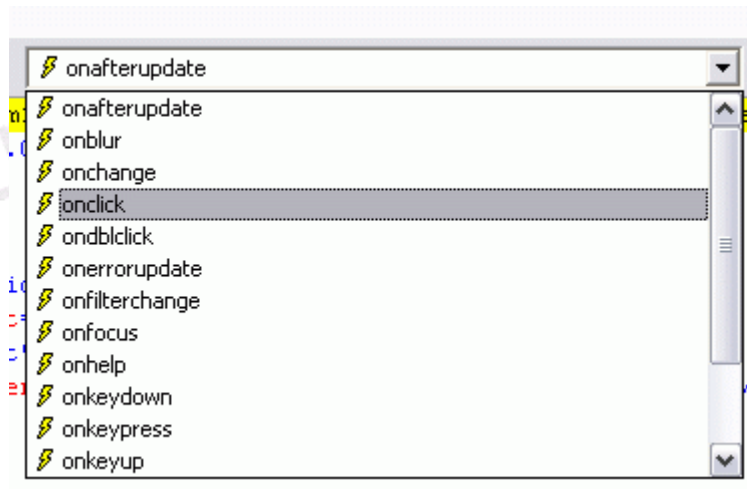 onafterupdate
onafterupdate
onblur
onchange
onclick
ondblclick
onerrorupdate
onfilterchange
onfocus
onhelp
onkeydown
onkeypress
onkeyup